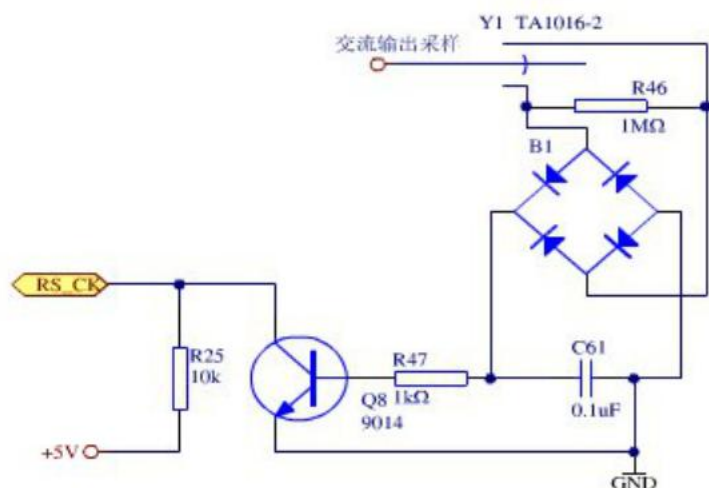 Y1 TA1016-2
交流输出采样
R46
1MΩ
B1
RS_CK
R25
10k
R47
1kΩ
Q8
9014
C61
0.1uF
+5V
GND